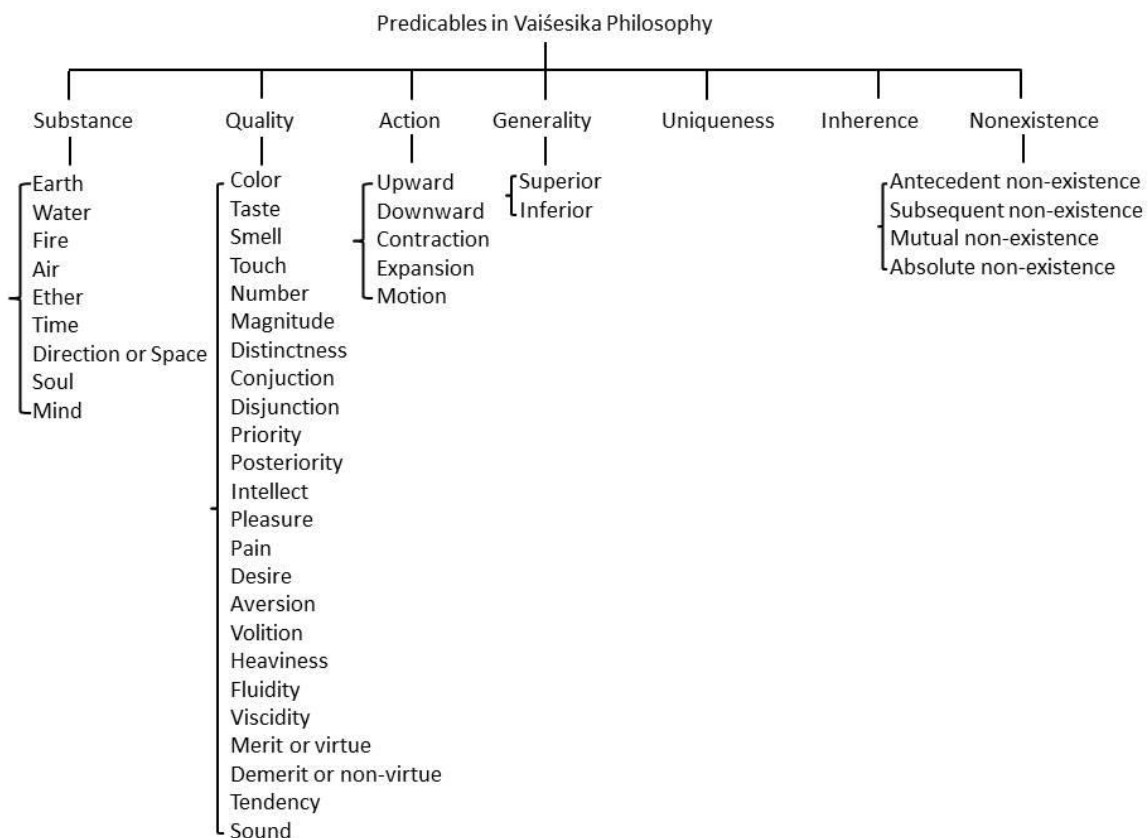 Predicables in Vaiśesika Philosophy
Substance
Quality
Action
Generality
Uniqueness
Inherence
Nonexistence
Earth
Water
Fire
Air
Ether
Time
Direction or Space
Soul
Mind
Color
Taste
Smell
Touch
Number
Magnitude
Distinctness
Conjuction
Disjunction
Priority
Posteriority
Intellect
Pleasure
Pain
Desire
Aversion
Volition
Heaviness
Fluidity
Viscidity
Merit or virtue
Demerit or non-virtue
Tendency
Sound
Upward
Downward
Contraction
Expansion
Motion
Superior
Inferior
Antecedent non-existence
Subsequent non-existence
Mutual non-existence
Absolute non-existence